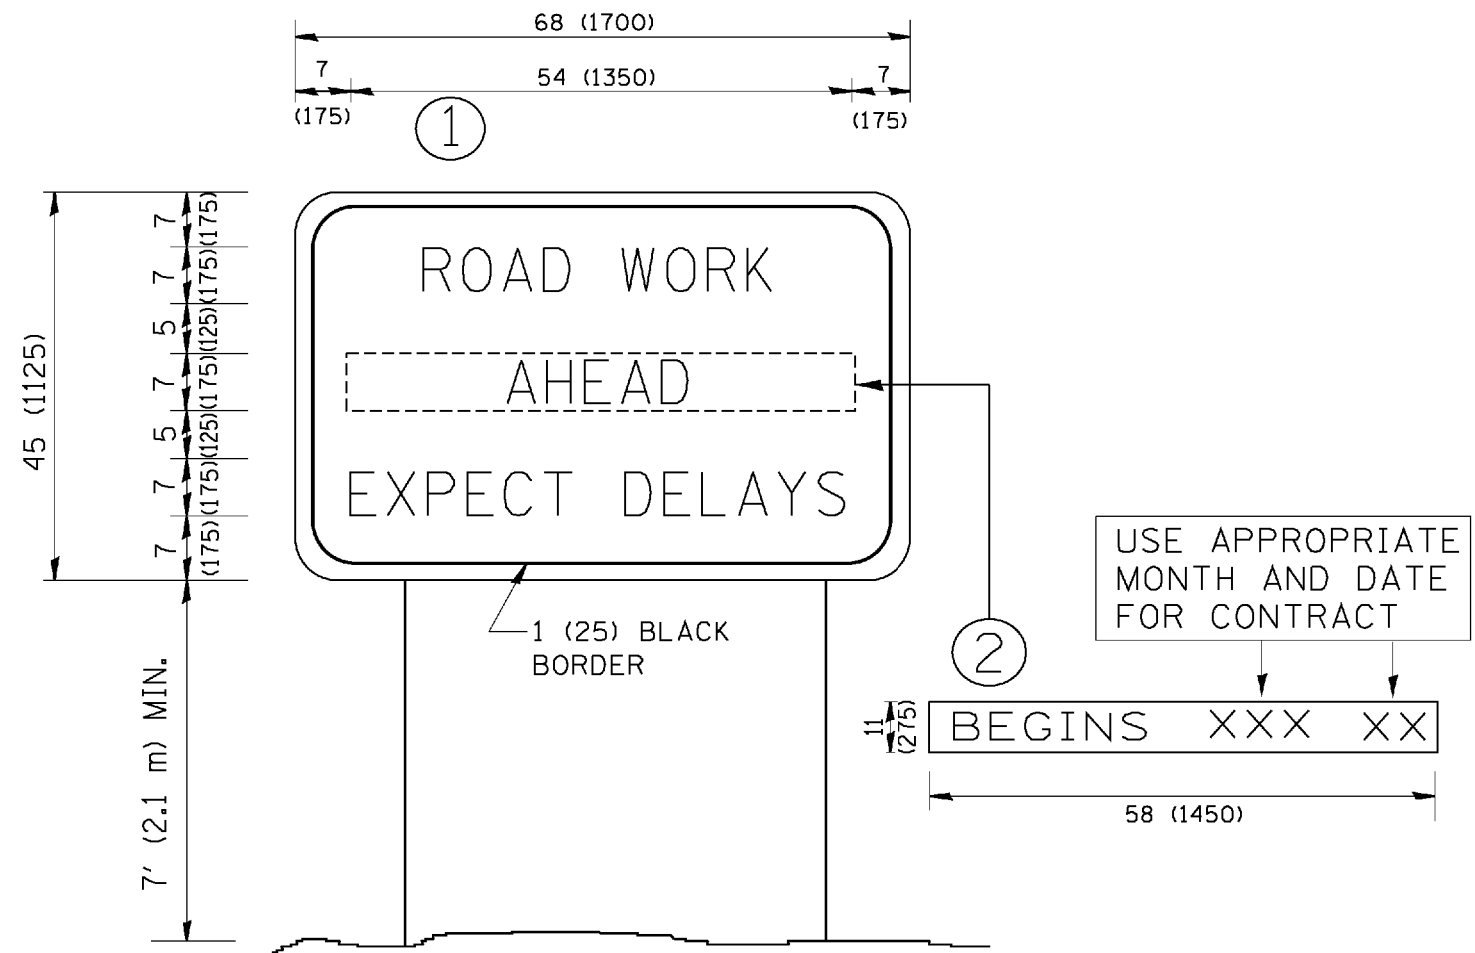 68 (1700)
7
54 (1350)
7
(175)
(175)
1
45 (1125)
7 (175)
7 (175)
5 (125)
7 (175)
5 (125)
7 (175)
7 (175)
ROAD WORK
AHEAD
EXPECT DELAYS
1 (25) BLACK
BORDER
7' (2.1 m) MIN.
2
USE APPROPRIATE
MONTH AND DATE
FOR CONTRACT
11
(275)
BEGINS XXX XX
58 (1450)